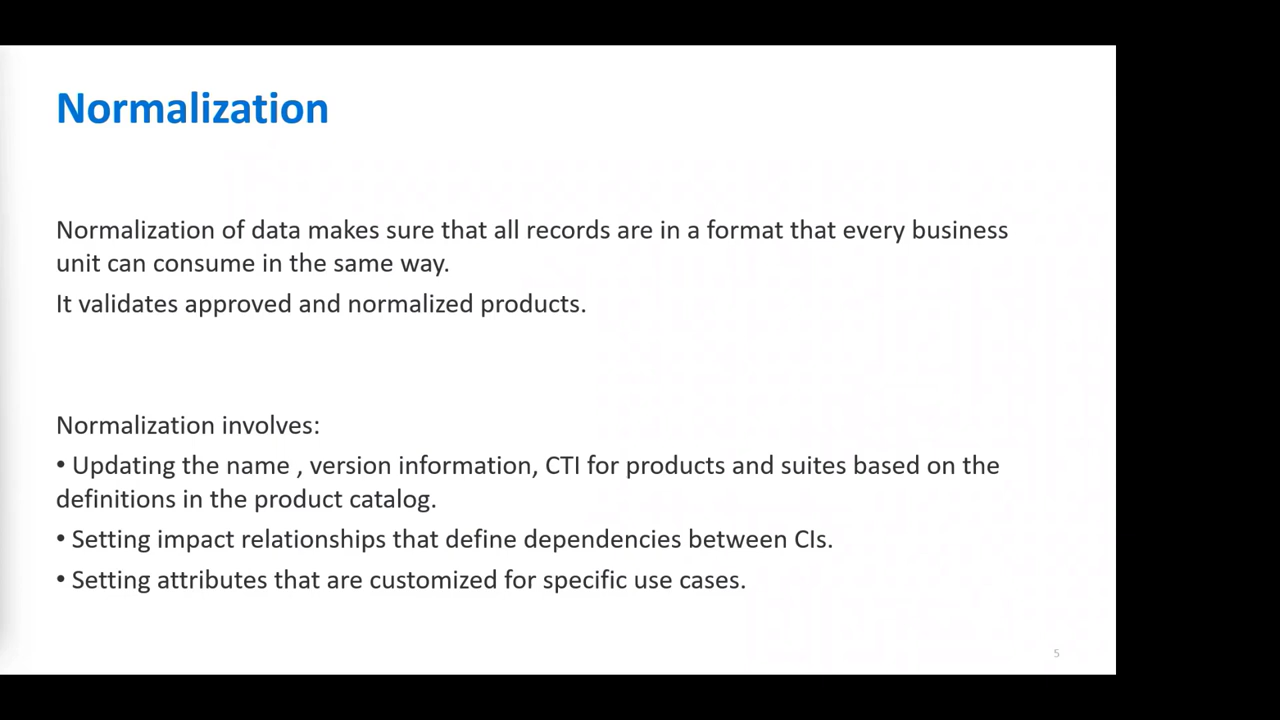 Normalization
Normalization of data makes sure that all records are in a format that every business
unit can consume in the same way.
It validates approved and normalized products.
Normalization involves:
• Updating the name , version information, CTI for products and suites based on the
definitions in the product catalog.
• Setting impact relationships that define dependencies between CIs.
• Setting attributes that are customized for specific use cases.
5